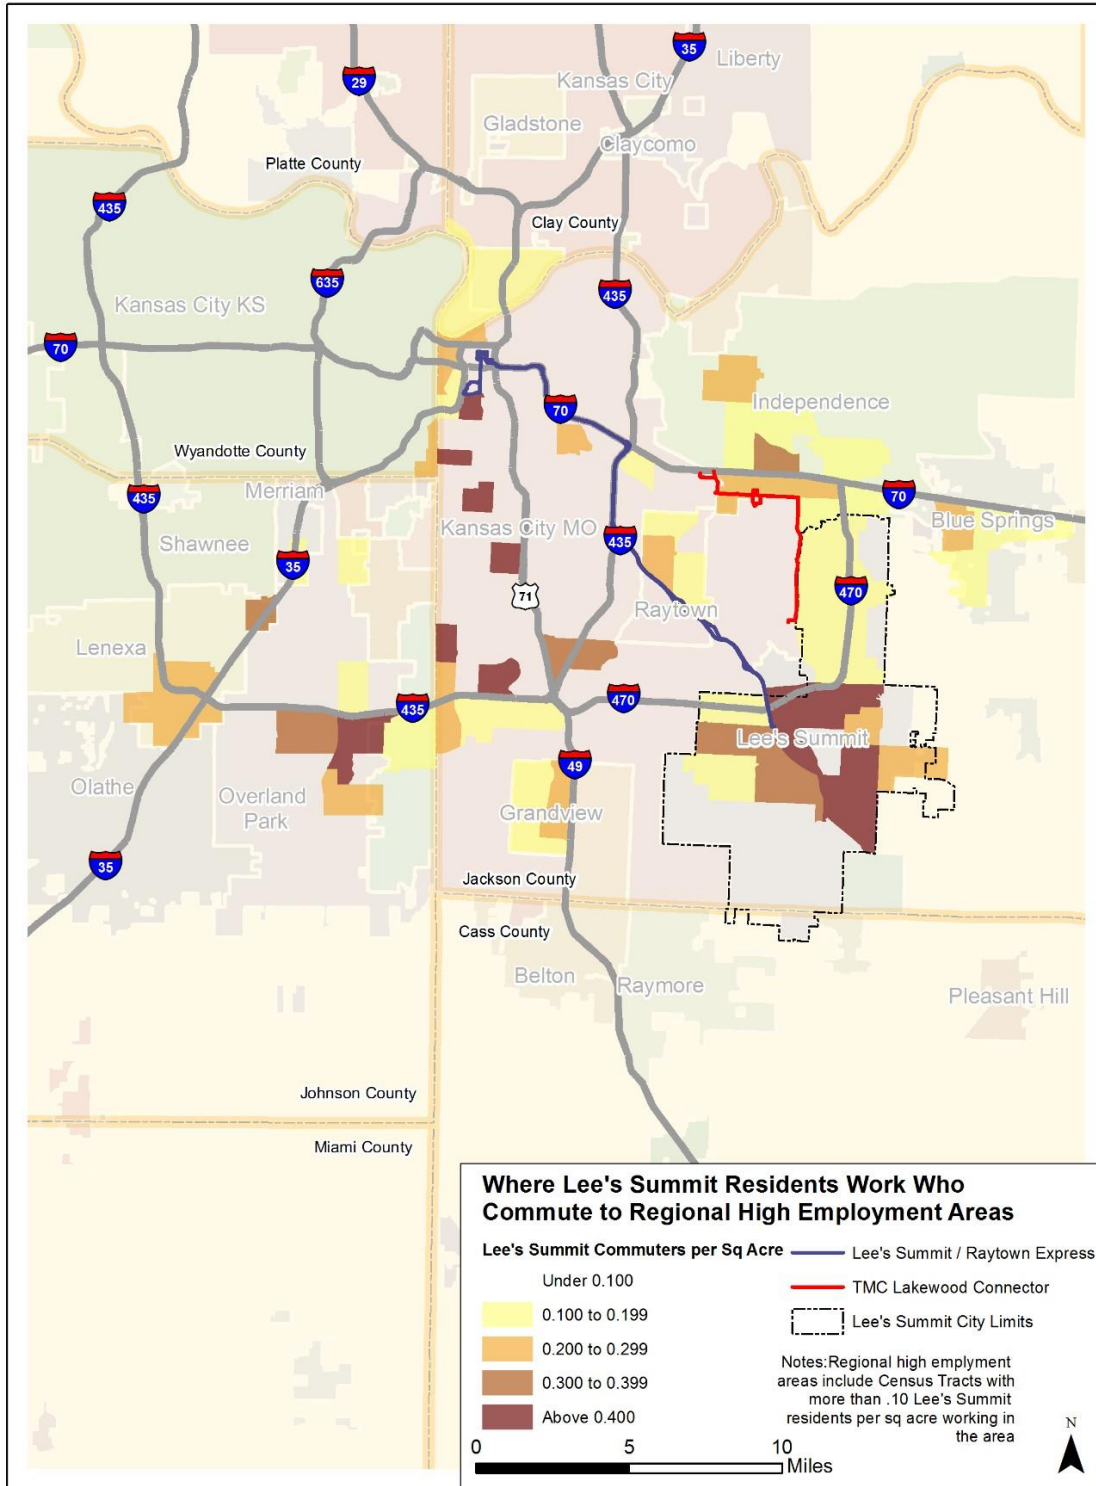 35
Liberty
29
Kansas City
Gladstone
Claycomo
Platte County
435
Clay County
635
435
Kansas City KS
70
Independence
70
Wyandotte County
Merriam
435
70
Blue Springs
Kansas City MO
Shawnee
435
35
71
470
Raytown
Lenexa
435
470
Lee's Summit
49
Olathe
Overland
Park
Grandview
35
Jackson County
Cass County
Belton
Raymore
Pleasant Hill
Johnson County
Miami County
Where Lee's Summit Residents Work Who
Commute to Regional High Employment Areas
Lee's Summit Commuters per Sq Acre
Under 0.100
0.100 to 0.199
0.200 to 0.299
0.300 to 0.399
Above 0.400
Lee's Summit / Raytown Express
TMC Lakewood Connector
Lee's Summit City Limits
Notes:Regional high emplyment
areas include Census Tracts with
more than .10 Lee's Summit
residents per sq acre working in
the area
N
0
5
10
Miles